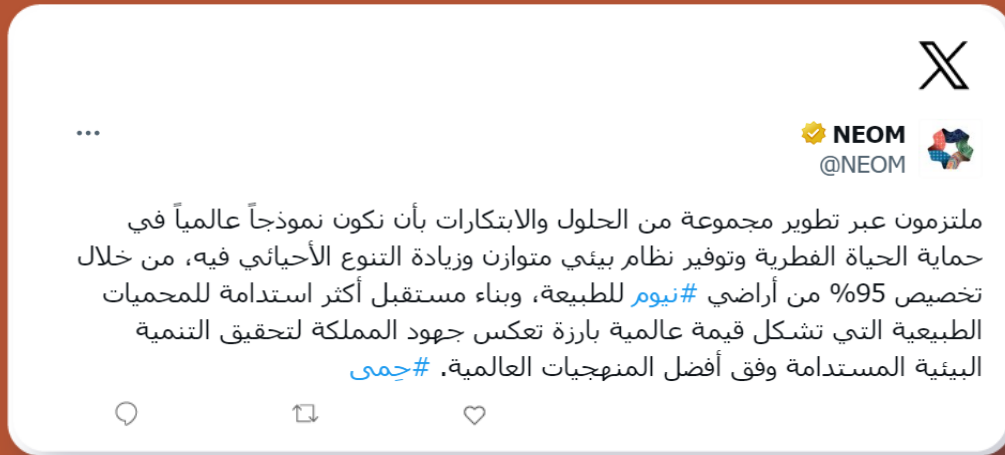 NEOM
@NEOM
ملتزمون عبر تطوير مجموعة من الحلول والابتكارات بأن نكون نموذجاً عالمياً في
حماية الحياة الفطرية وتوفير نظام بيئي متوازن وزيادة التنوع الأحيائي فيه، من خلال
تخصيص 95% من أراضي #نيوم للطبيعة، وبناء مستقبل أكثر استدامة للمحميات
الطبيعية التي تشكل قيمة عالمية بارزة تعكس جهود المملكة لتحقيق التنمية
البيئية المستدامة وفق أفضل المنهجيات العالمية. #حِمى